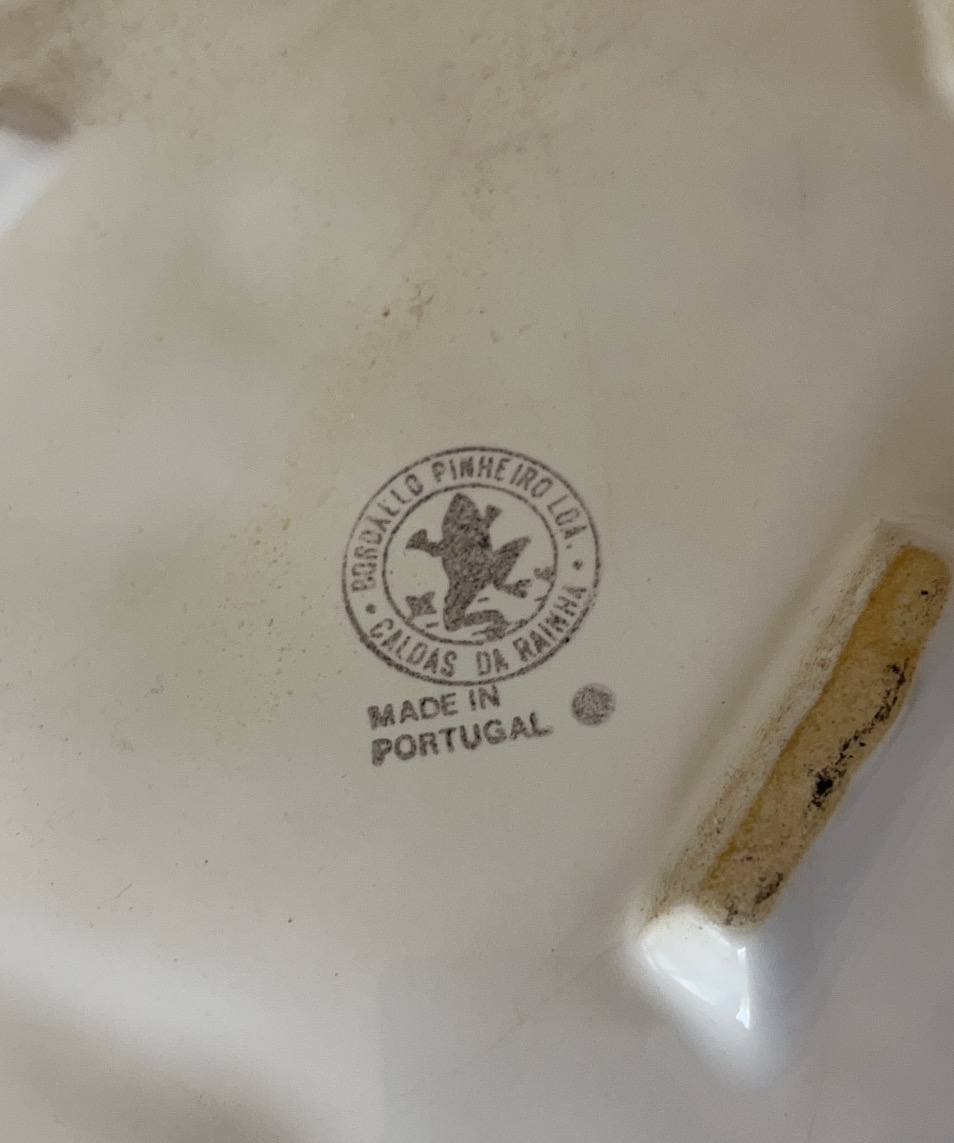 BORDALLO PINHEIRO LDA.
CALDAS DA RAINHA
MADE IN
PORTUGAL